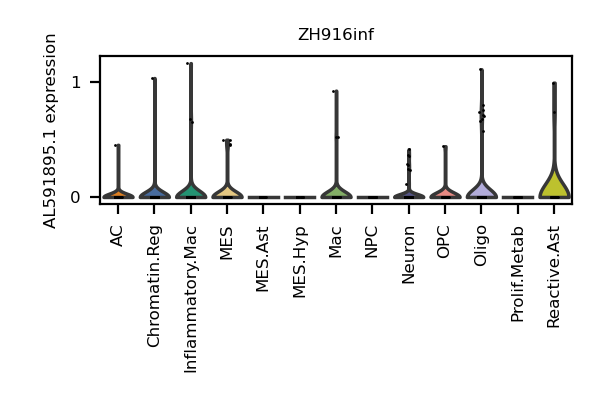 ZH916inf
AL591895.1 expression
1
0
AC
Chromatin.Reg
Inflammatory.Mac
MES
MES.Ast
MES.Hyp
Mac
NPC
Neuron
OPC
Oligo
Prolif.Metab
Reactive.Ast